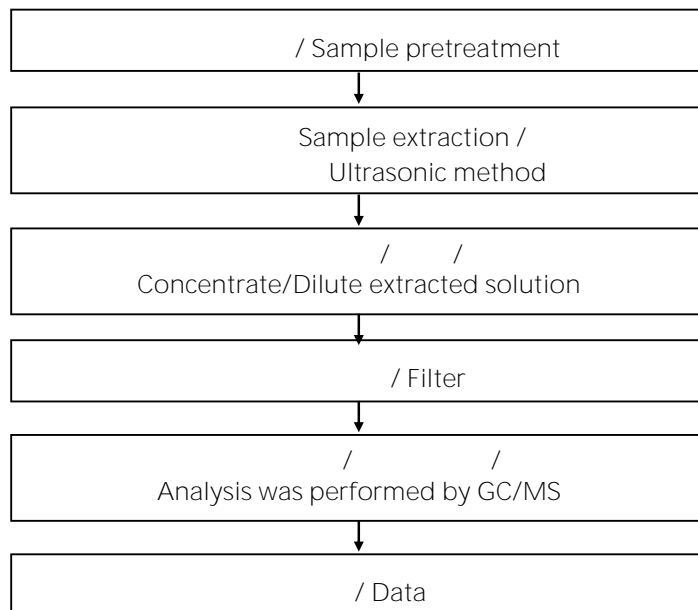 / Sample pretreatment
Sample extraction /
Ultrasonic method
/ /
Concentrate/Dilute extracted solution
/ Filter
/ /
Analysis was performed by GC/MS
/ Data